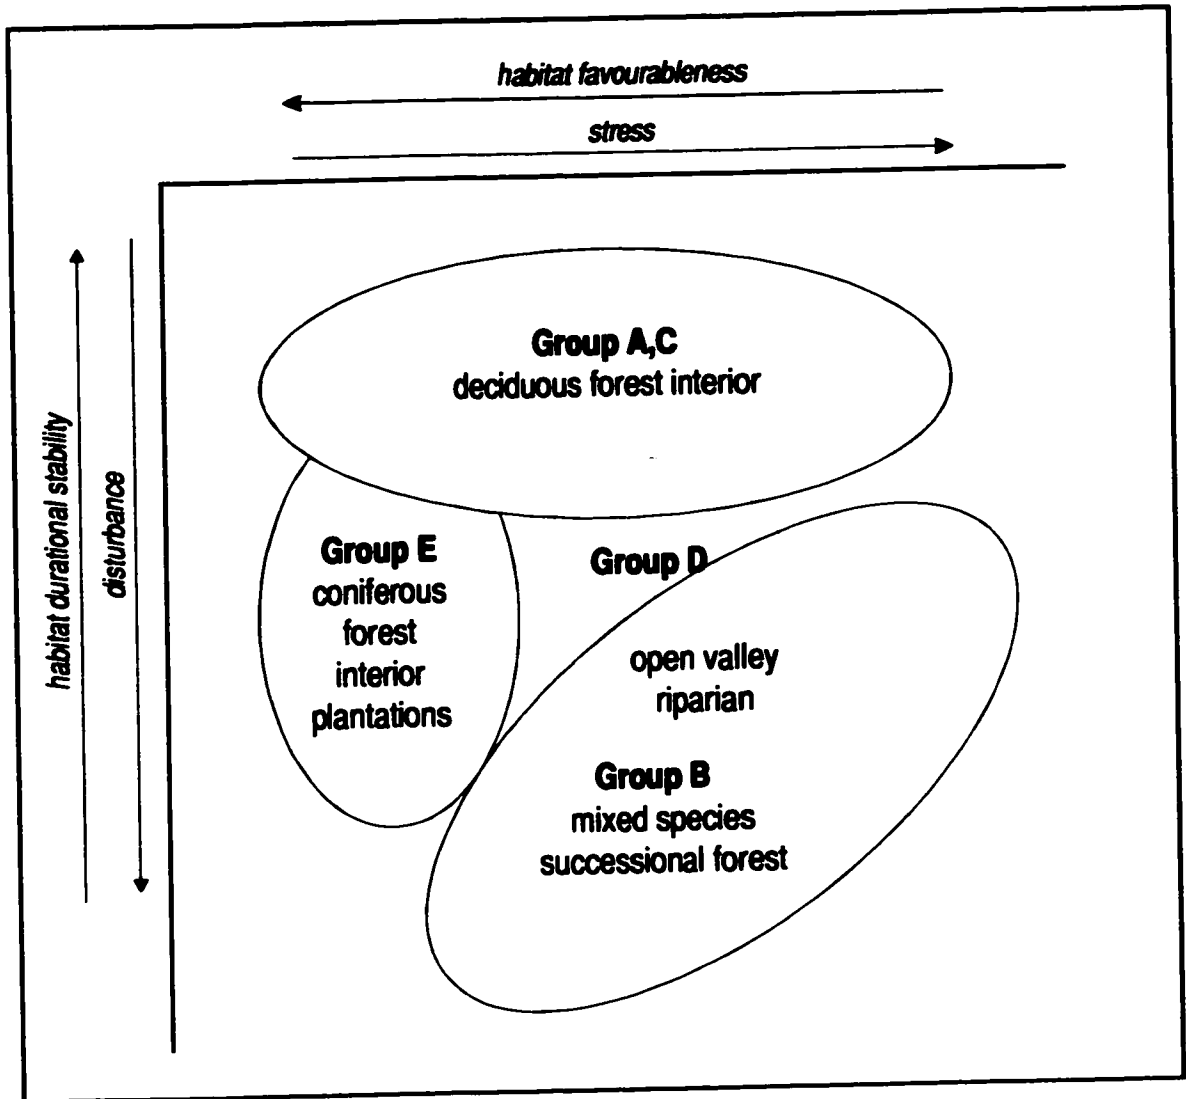 habitat favourableness
stress
habitat durational stability
disturbance
Group A,C
deciduous forest interior
Group E
coniferous
forest
interior
plantations
Group D
open valley
riparian
Group B
mixed species
successional forest